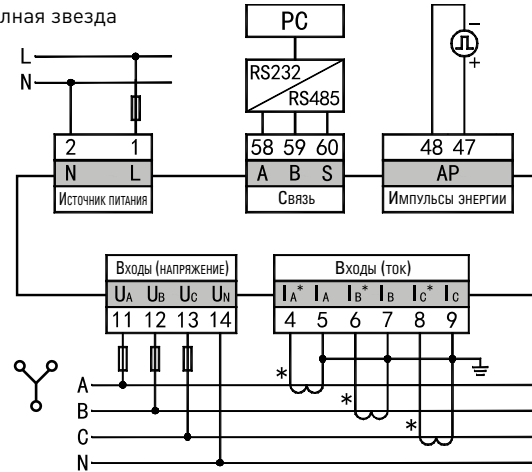 лная звезда
PC
RS232
RS485
L
N
2 1
N L
Источник питания
58 59 60
A B S
Связь
− +
48 47
AP
Импульсы энергии
Входы (напряжение)
UA UB UC UN
11 12 13 14
Входы (ток)
IA* IA IB* IB IC* IC
4 5 6 7 8 9
*
*
*
A
B
C
N